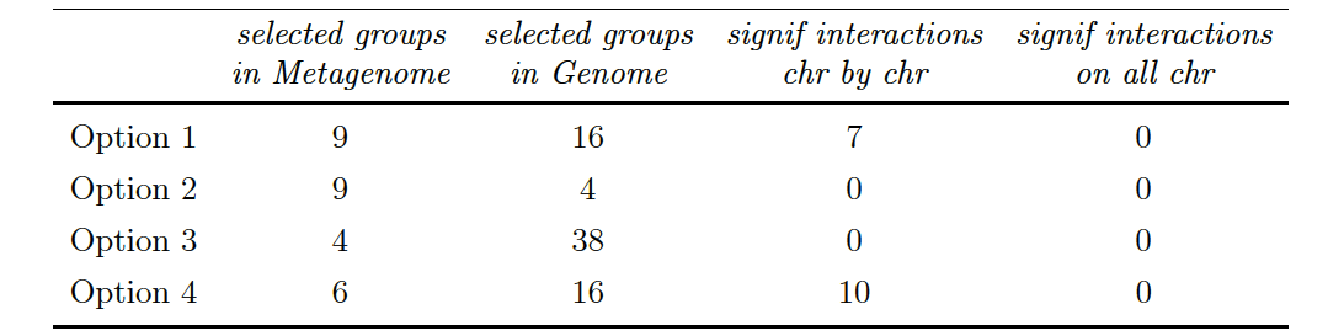 selected groups selected groups signif interactions signif interactions
in Metagenome in Genome chr by chr on all chr
Option 1 9 16 7 0
Option 2 9 4 0 0
Option 3 4 38 0 0
Option 4 6 16 10 0